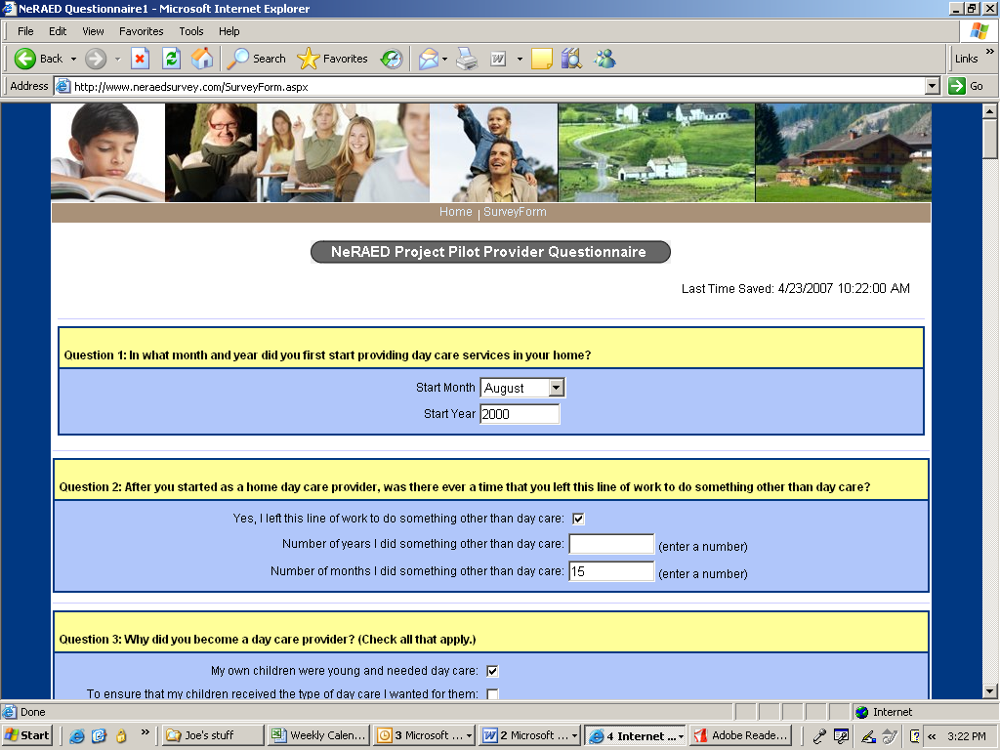 NeRAED Questionnaire1 - Microsoft Internet Explorer
File Edit View Favorites Tools Help
Back Search Favorites W Links »
Address http://www.neraedsurvey.com/SurveyForm.aspx Go
Home | SurveyForm
NeRAED Project Pilot Provider Questionnaire
Last Time Saved: 4/23/2007 10:22:00 AM
Question 1: In what month and year did you first start providing day care services in your home?
Start Month August
Start Year 2000
Question 2: After you started as a home day care provider, was there ever a time that you left this line of work to do something other than day care?
Yes, I left this line of work to do something other than day care:
Number of years I did something other than day care: (enter a number)
Number of months I did something other than day care: 15 (enter a number)
Question 3: Why did you become a day care provider? (Check all that apply.)
My own children were young and needed day care:
To ensure that my children received the type of day care I wanted for them:
Done Internet
Start » Joe's stuff Weekly Calen... 3 Microsoft ... 2 Microsoft ... 4 Internet ... Adobe Reade... « 3:22 PM